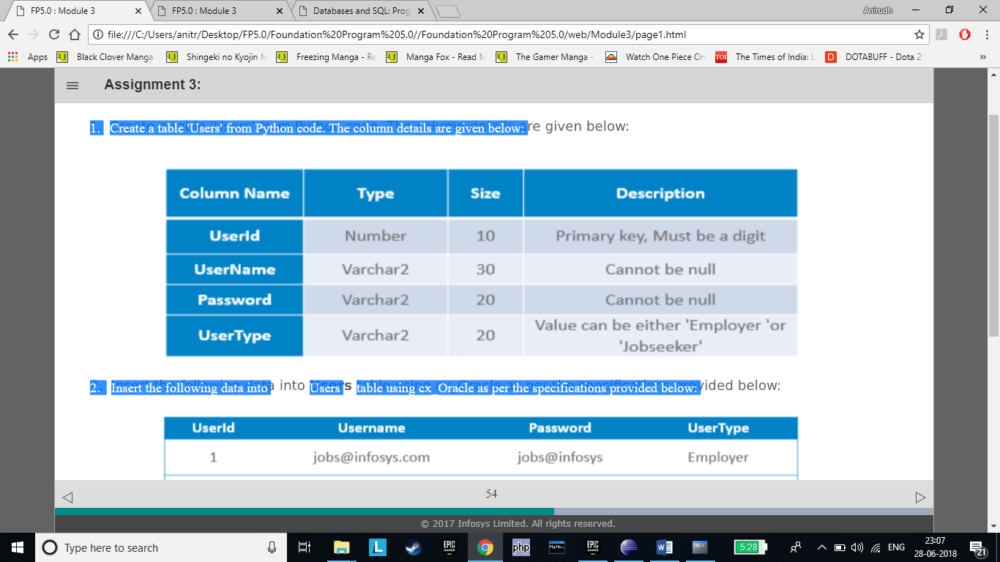 FP5.0 : Module 3
FP5.0 : Module 3
Databases and SQL: Prog
Anirudh
file:///C:/Users/anitr/Desktop/FP5.0/Foundation%20Program%205.0//Foundation%20Program%205.0/web/Module3/page1.html
Apps Black Clover Manga Shingeki no Kyojin M Freezing Manga - Re Manga Fox - Read M The Gamer Manga - Watch One Piece On TOI The Times of India: L D DOTABUFF - Dota 2 »
Assignment 3:
1. Create a table 'Users' from Python code. The column details are given below: re given below:
Column Name Type Size Description
UserId Number 10 Primary key, Must be a digit
UserName Varchar2 30 Cannot be null
Password Varchar2 20 Cannot be null
UserType Varchar2 20 Value can be either 'Employer 'or
'Jobseeker'
2. Insert the following data into a into Users s table using cx_Oracle as per the specifications provided below: vided below:
UserId Username Password UserType
1 jobs@infosys.com jobs@infosys Employer
54
© 2017 Infosys Limited. All rights reserved.
Type here to search
L
EPIC GAMES
php
MySQL
EPIC GAMES
W
5:28
ENG
23:07
28-06-2018
21